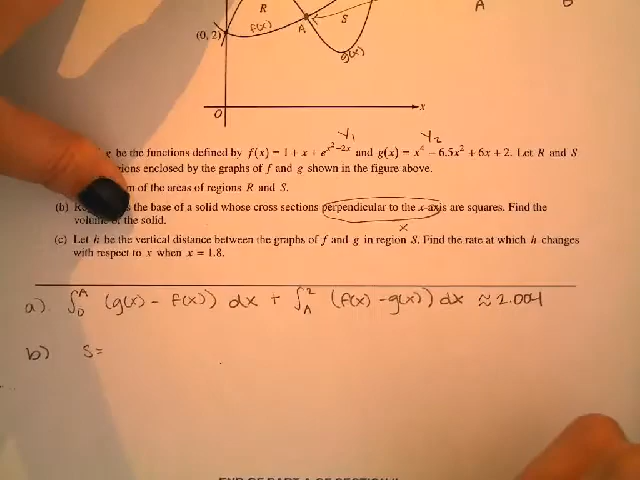 R
f(x)
A
S
A
(0, 2)
g(x)
O
x
y₁ y₂
be the functions defined by f(x) = 1 + x + e^(x²−2x) and g(x) = x⁴ − 6.5x² + 6x + 2. Let R and S
enclosed by the graphs of f and g shown in the figure above.
of the areas of regions R and S.
(b) the base of a solid whose cross sections perpendicular to the x-axis are squares. Find the
volume of the solid.
x
(c) Let h be the vertical distance between the graphs of f and g in region S. Find the rate at which h changes
with respect to x when x = 1.8.
a). ∫₀ᴬ (g(x) − f(x)) dx + ∫ᴬ² (f(x) − g(x)) dx ≈ 2.004
b) S=